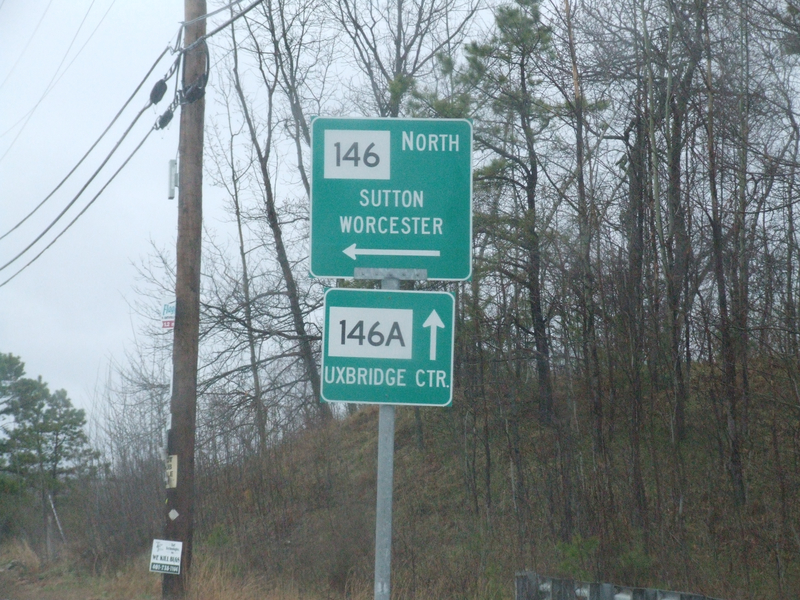 146 NORTH
SUTTON
WORCESTER
146A
UXBRIDGE CTR.